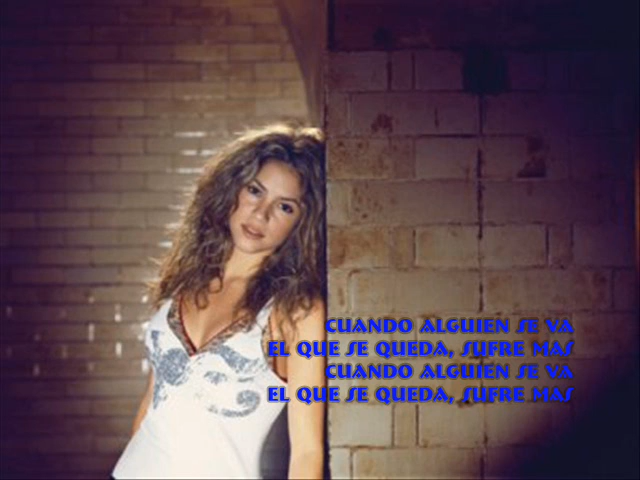 CUANDO ALGUIEN SE VA
EL QUE SE QUEDA, SUFRE MAS
CUANDO ALGUIEN SE VA
EL QUE SE QUEDA, SUFRE MAS